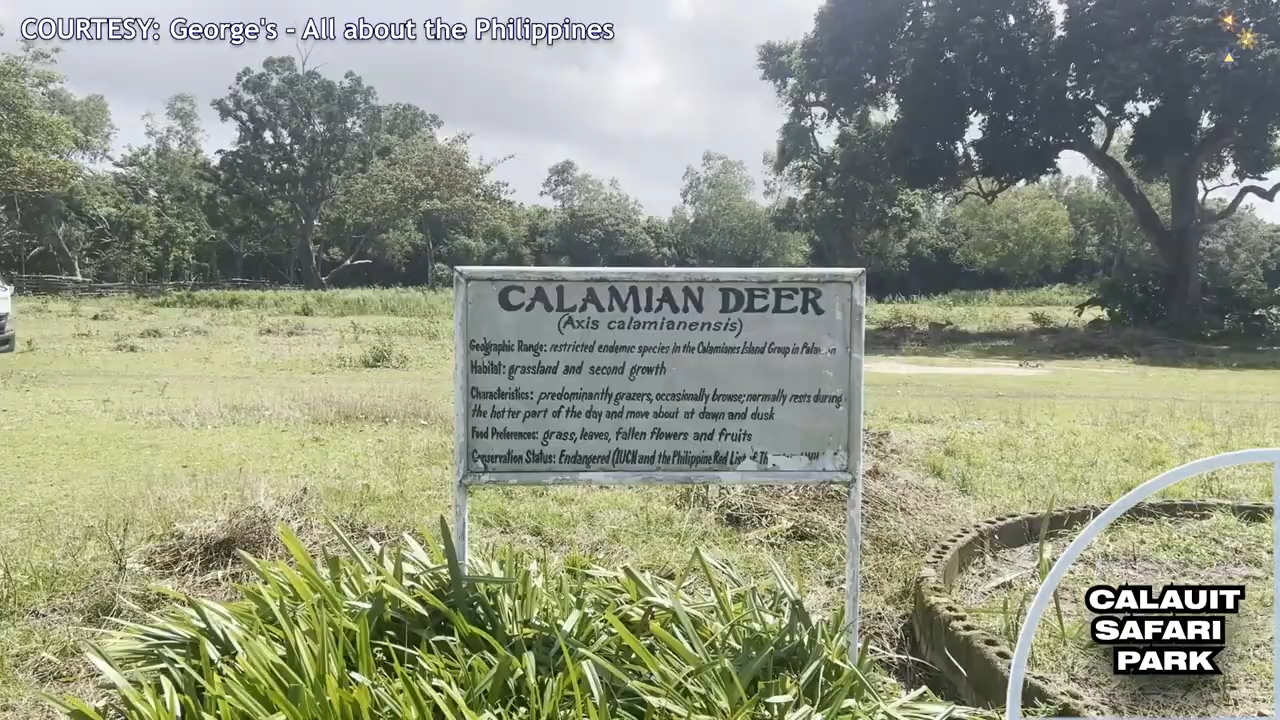 COURTESY: George's - All about the Philippines
CALAMIAN DEER
(Axis calamianensis)
Geographic Range: restricted endemic species in the Calamianes Island Group in
Habitat: grassland and second growth
Characteristics: predominantly grazers, occasionally browse; normally rests during
the hotter part of the day and move about at dawn and dusk
Food Preferences: grass, leaves, fallen flowers and fruits
Conservation Status: Endangered (IUCN and the Philippine Red List of
CALAUIT
SAFARI
PARK